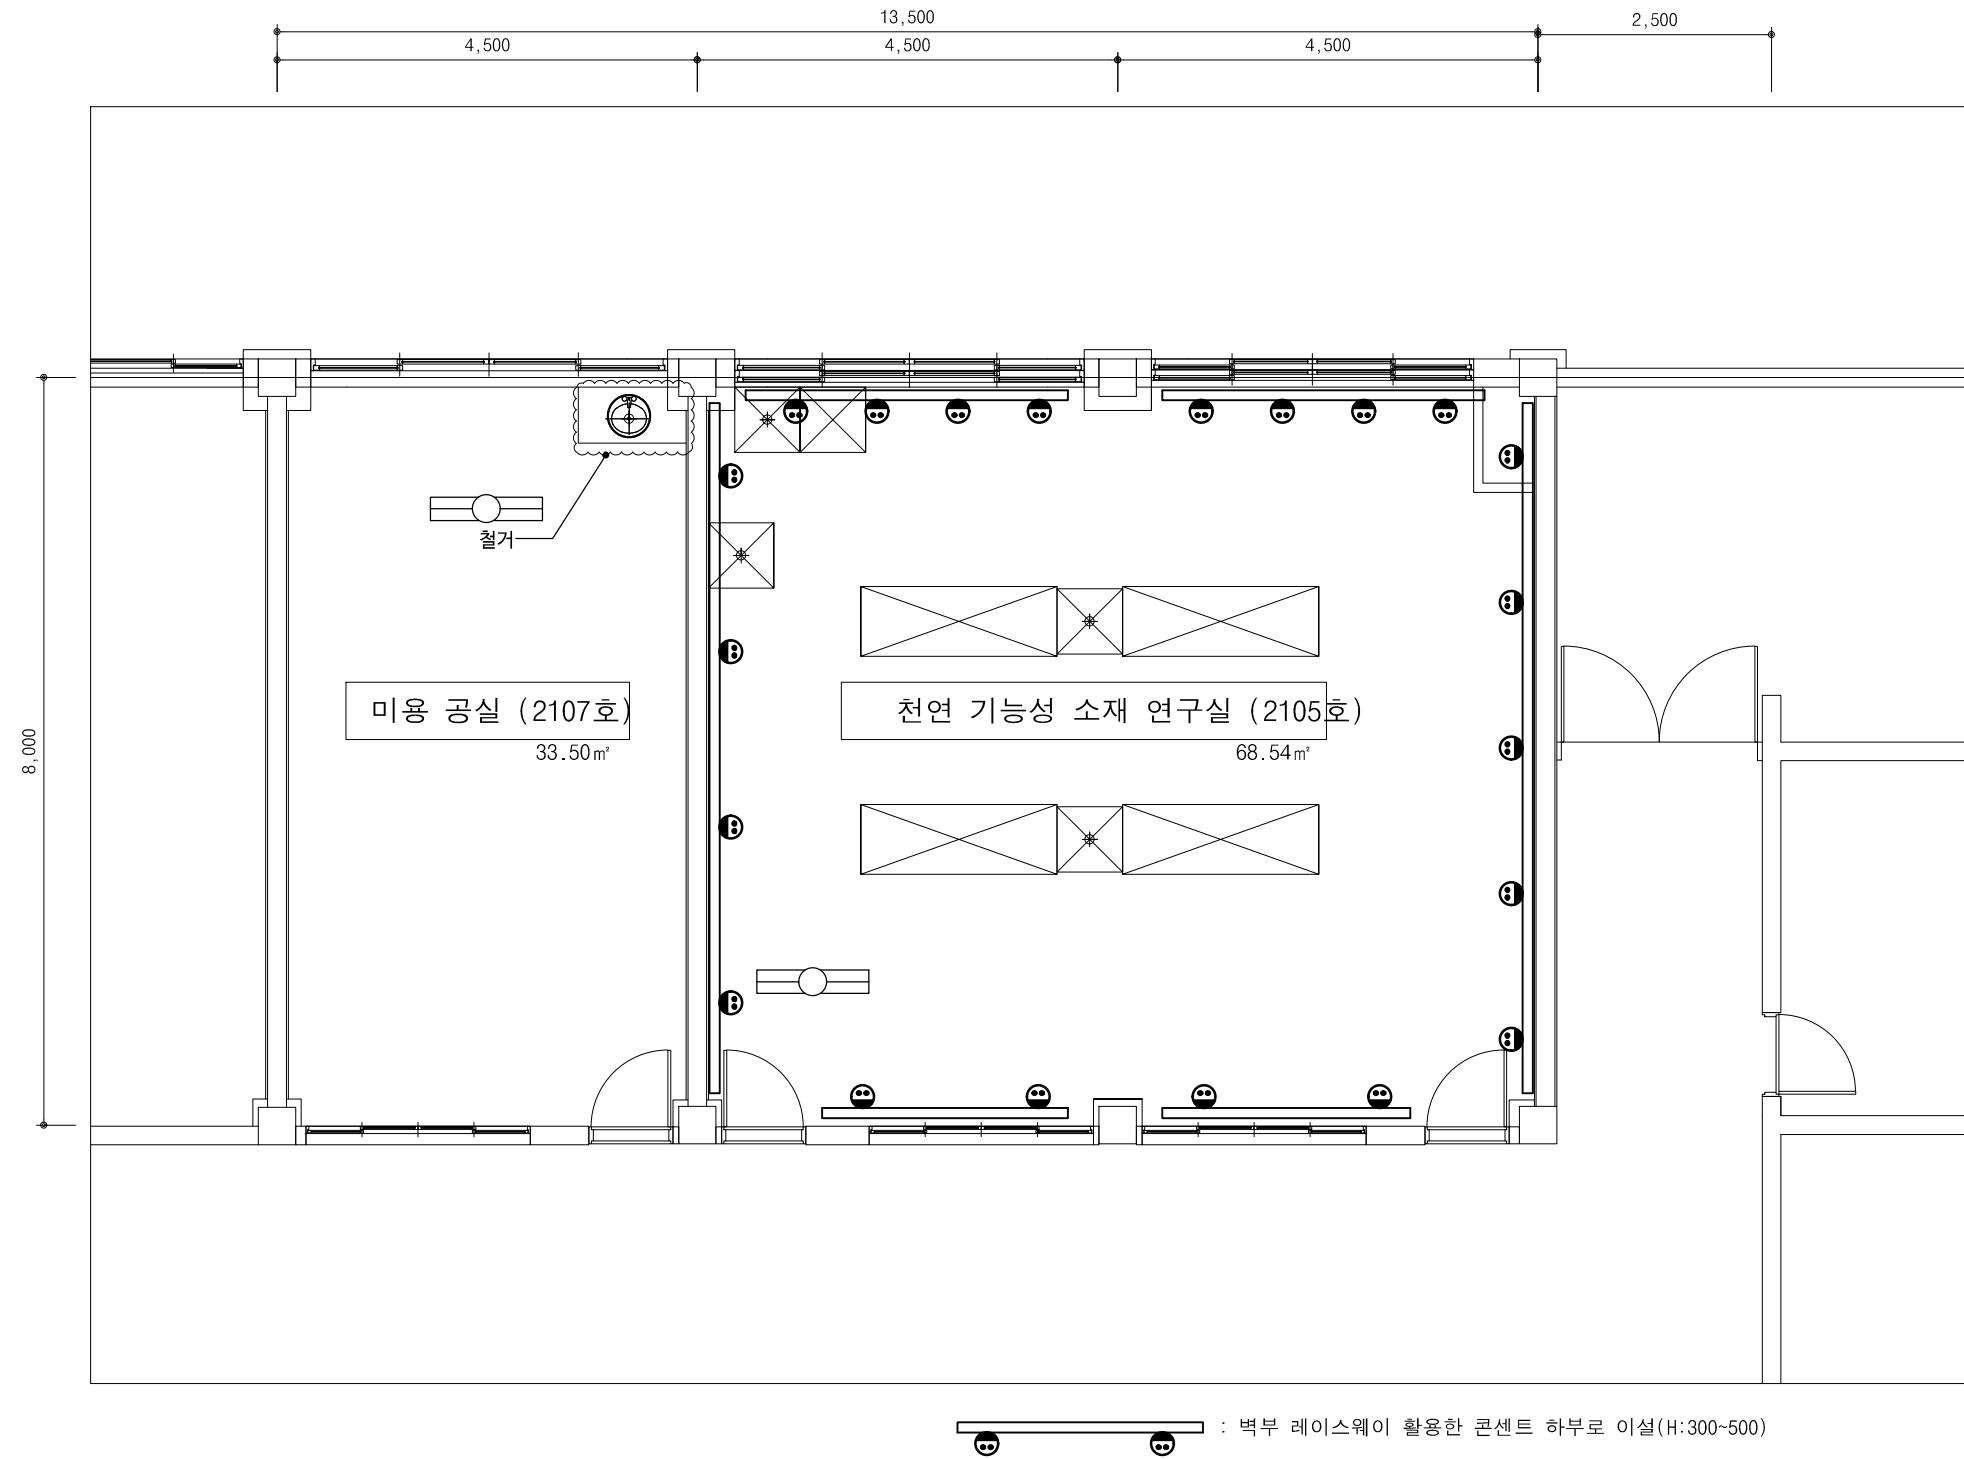 13,500
2,500
4,500
4,500
4,500
철거
미용 공실 (2107호)
33.50㎡
천연 기능성 소재 연구실 (2105호)
68.54㎡
8,000
: 벽부 레이스웨이 활용한 콘센트 하부로 이설(H:300~500)